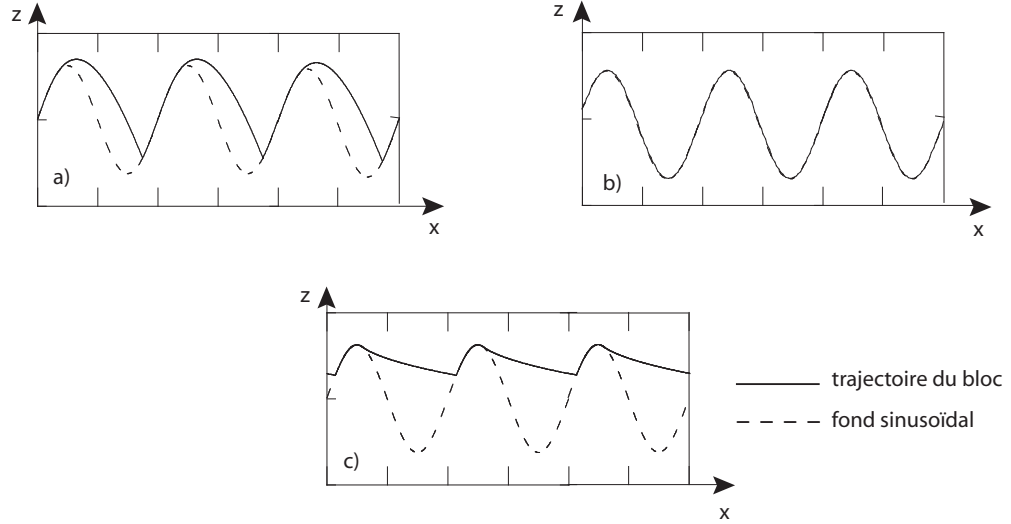 z
a)
x
z
b)
x
z
c)
x
trajectoire du bloc
fond sinusoïdal